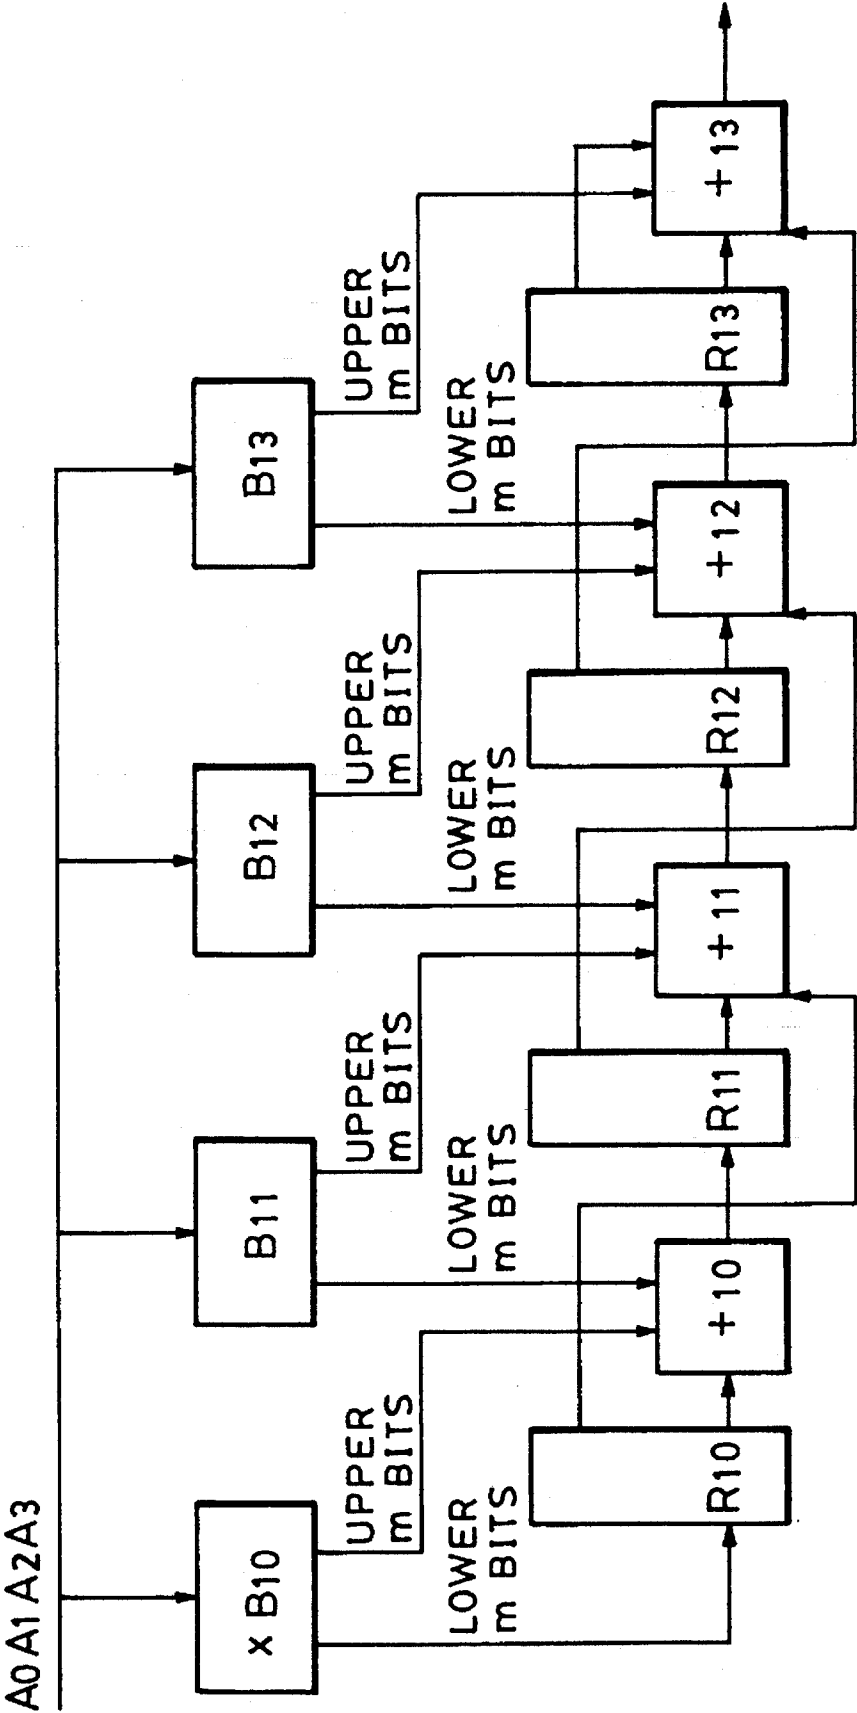 A0 A1 A2 A3
x B10
B11
B12
B13
UPPER
m BITS
UPPER
m BITS
UPPER
m BITS
UPPER
m BITS
LOWER
m BITS
LOWER
m BITS
LOWER
m BITS
LOWER
m BITS
R10
+10
R11
+11
R12
+12
R13
+13